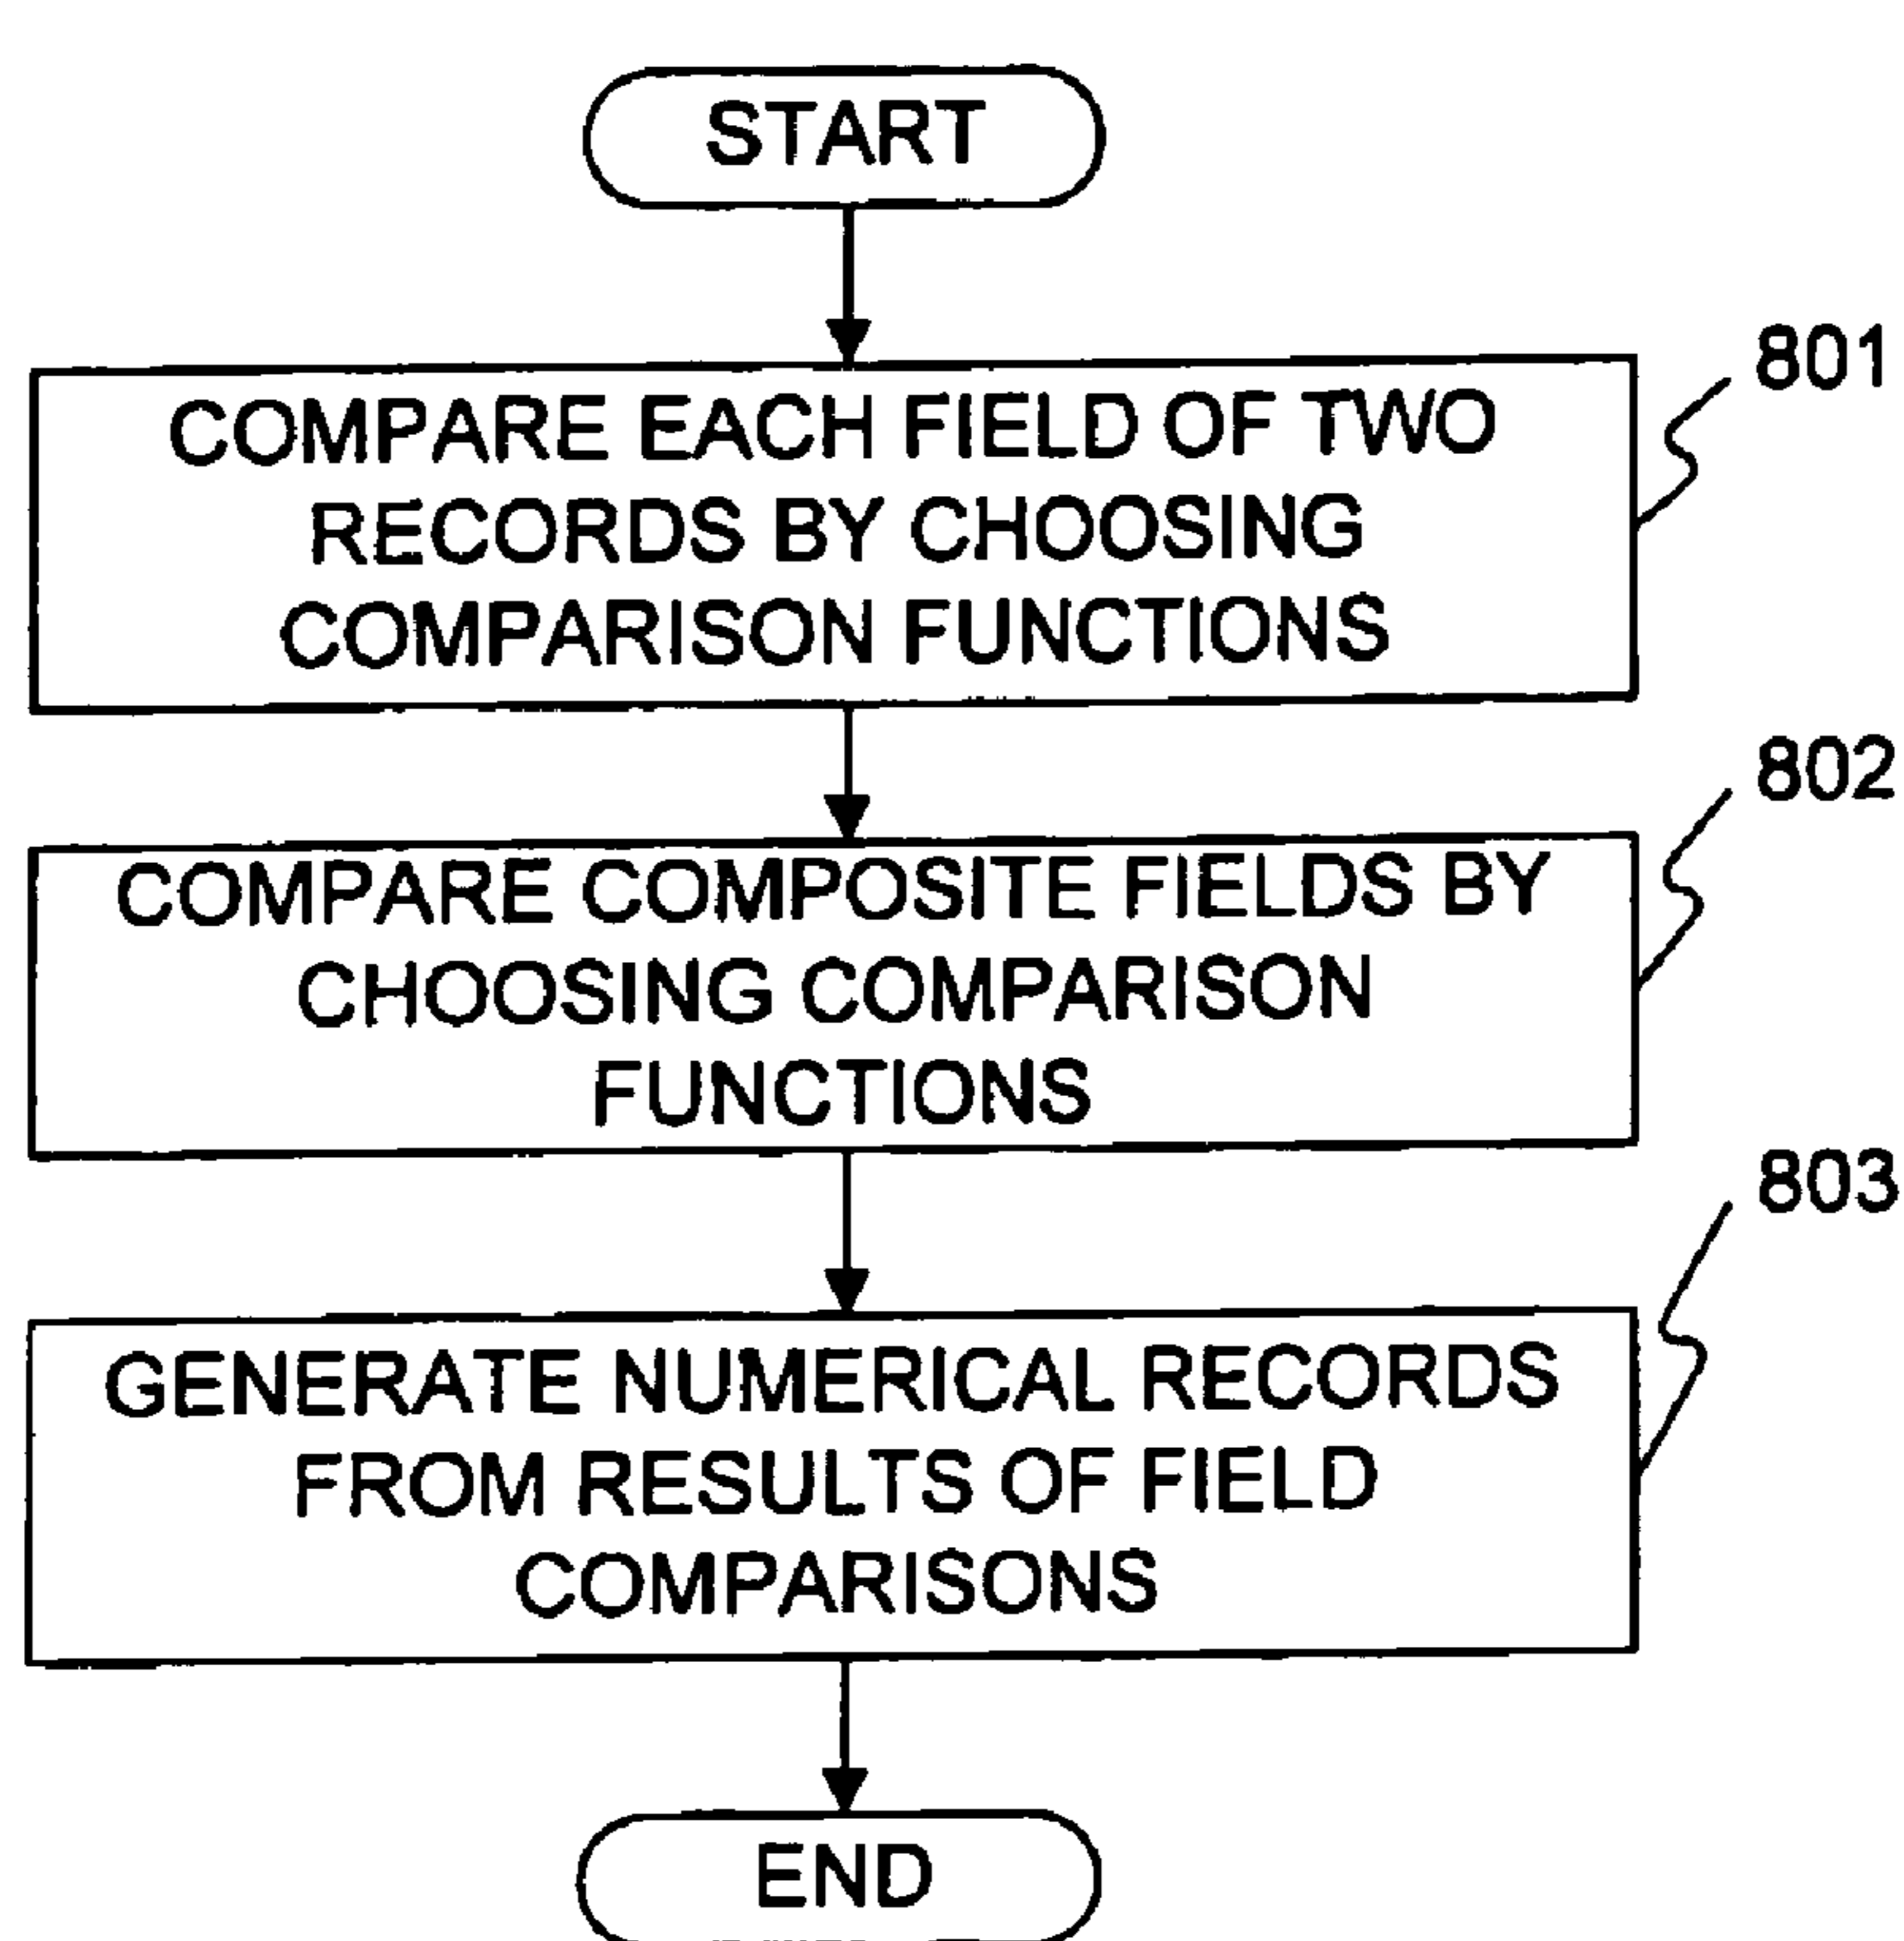 START
801
COMPARE EACH FIELD OF TWO
RECORDS BY CHOOSING
COMPARISON FUNCTIONS
802
COMPARE COMPOSITE FIELDS BY
CHOOSING COMPARISON
FUNCTIONS
803
GENERATE NUMERICAL RECORDS
FROM RESULTS OF FIELD
COMPARISONS
END